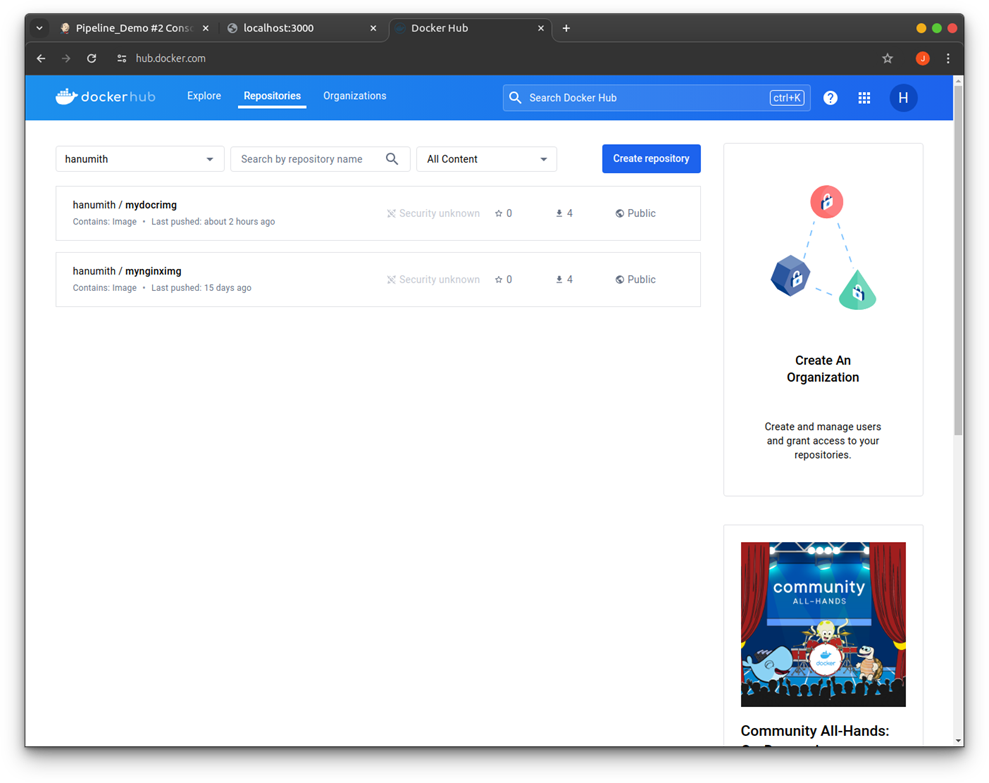 Pipeline_Demo #2 Conso
localhost:3000
Docker Hub
hub.docker.com
J
dockerhub
Explore
Repositories
Organizations
Search Docker Hub
ctrl+K
?
H
hanumith
Search by repository name
All Content
Create repository
hanumith / mydocrimg
Contains: Image • Last pushed: about 2 hours ago
Security unknown
0
4
Public
hanumith / mynginximg
Contains: Image • Last pushed: 15 days ago
Security unknown
0
4
Public
Create An
Organization
Create and manage users
and grant access to your
repositories.
community
ALL-HANDS
docker
Community All-Hands: